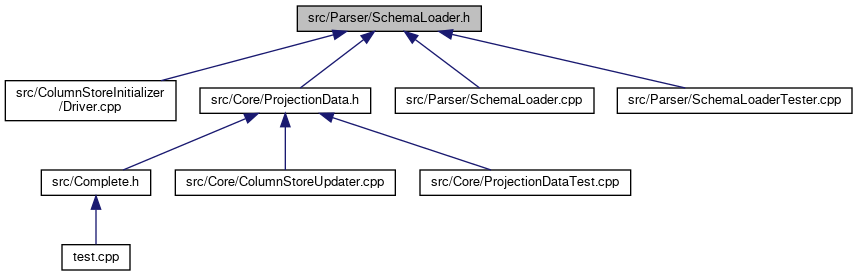 src/Parser/SchemaLoader.h
src/ColumnStoreInitializer
/Driver.cpp
src/Core/ProjectionData.h
src/Parser/SchemaLoader.cpp
src/Parser/SchemaLoaderTester.cpp
src/Complete.h
src/Core/ColumnStoreUpdater.cpp
src/Core/ProjectionDataTest.cpp
test.cpp